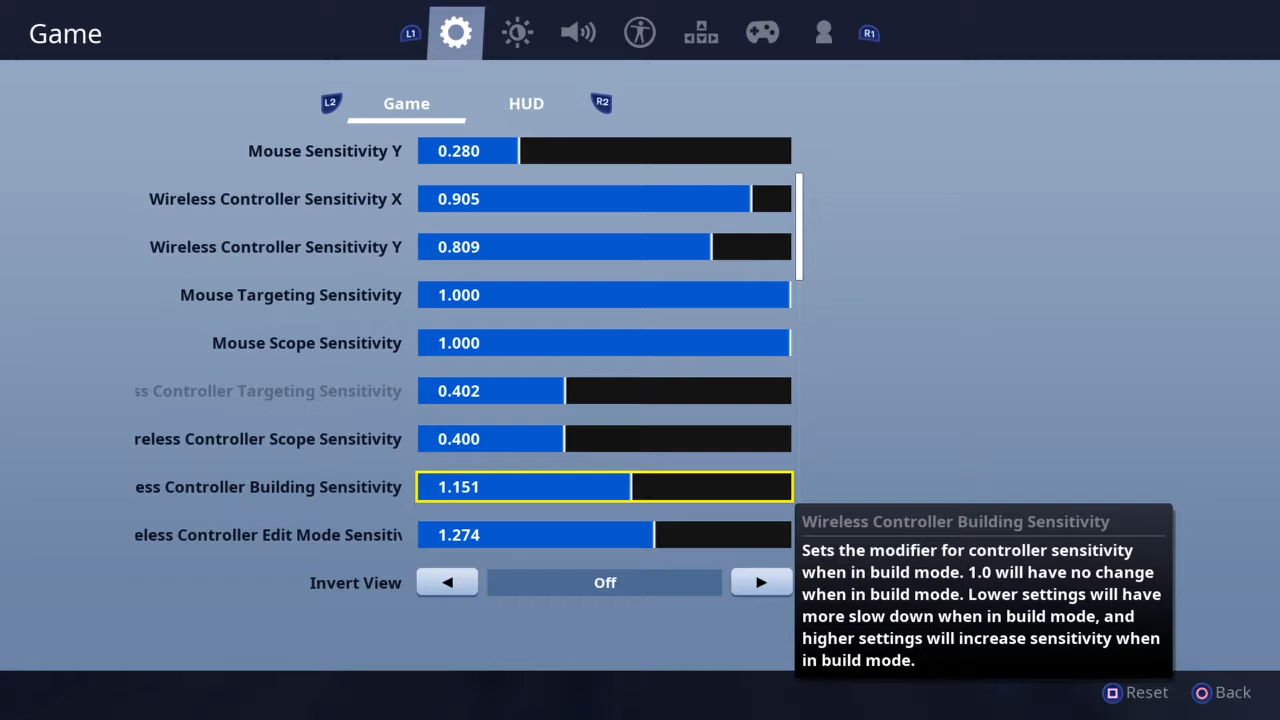 Game
L1
R1
L2
Game
HUD
R2
Mouse Sensitivity Y
0.280
Wireless Controller Sensitivity X
0.905
Wireless Controller Sensitivity Y
0.809
Mouse Targeting Sensitivity
1.000
Mouse Scope Sensitivity
1.000
ss Controller Targeting Sensitivity
0.402
reless Controller Scope Sensitivity
0.400
ess Controller Building Sensitivity
1.151
eless Controller Edit Mode Sensitiv
1.274
Invert View
Off
Wireless Controller Building Sensitivity
Sets the modifier for controller sensitivity
when in build mode. 1.0 will have no change
when in build mode. Lower settings will have
more slow down when in build mode, and
higher settings will increase sensitivity when
in build mode.
Reset
Back